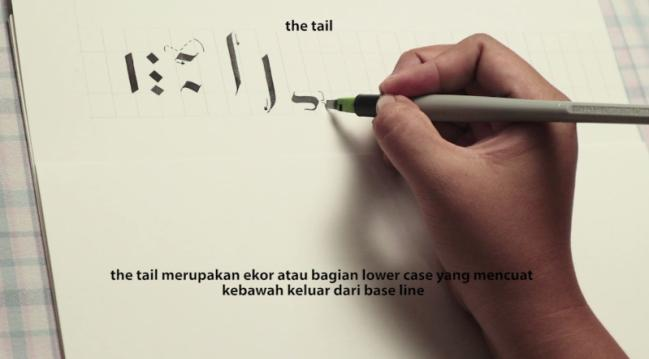 the tail
the tail merupakan ekor atau bagian lower case yang mencuat
kebawah keluar dari base line